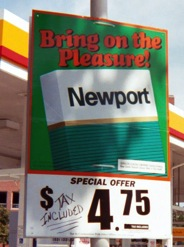 Bring on the
Pleasure!
Newport
SPECIAL OFFER
$ 4.75
TAX
INCLUDED